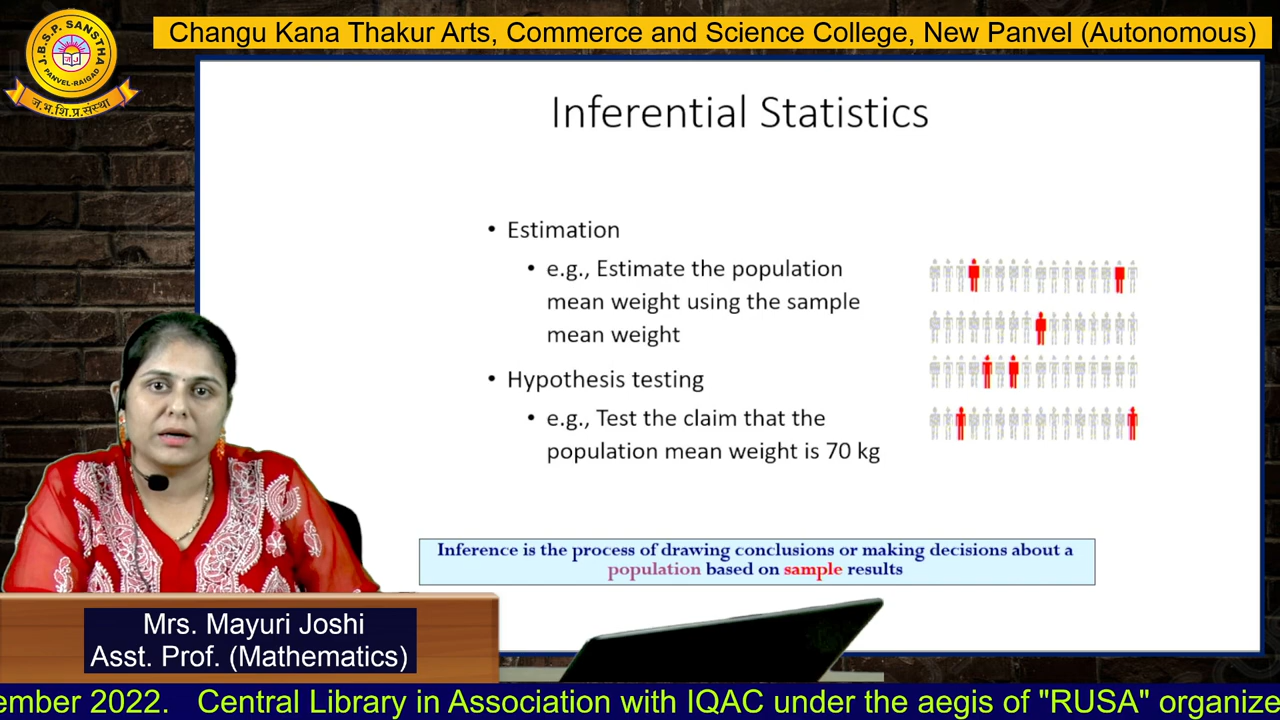 J.B.S.P. SANSTHA
PANVEL-RAIGAD
ज.भ.शि.प्र.संस्था
Changu Kana Thakur Arts, Commerce and Science College, New Panvel (Autonomous)
Inferential Statistics
• Estimation
• e.g., Estimate the population
mean weight using the sample
mean weight
• Hypothesis testing
• e.g., Test the claim that the
population mean weight is 70 kg
Inference is the process of drawing conclusions or making decisions about a
population based on sample results
Mrs. Mayuri Joshi
Asst. Prof. (Mathematics)
ember 2022. Central Library in Association with IQAC under the aegis of "RUSA" organize